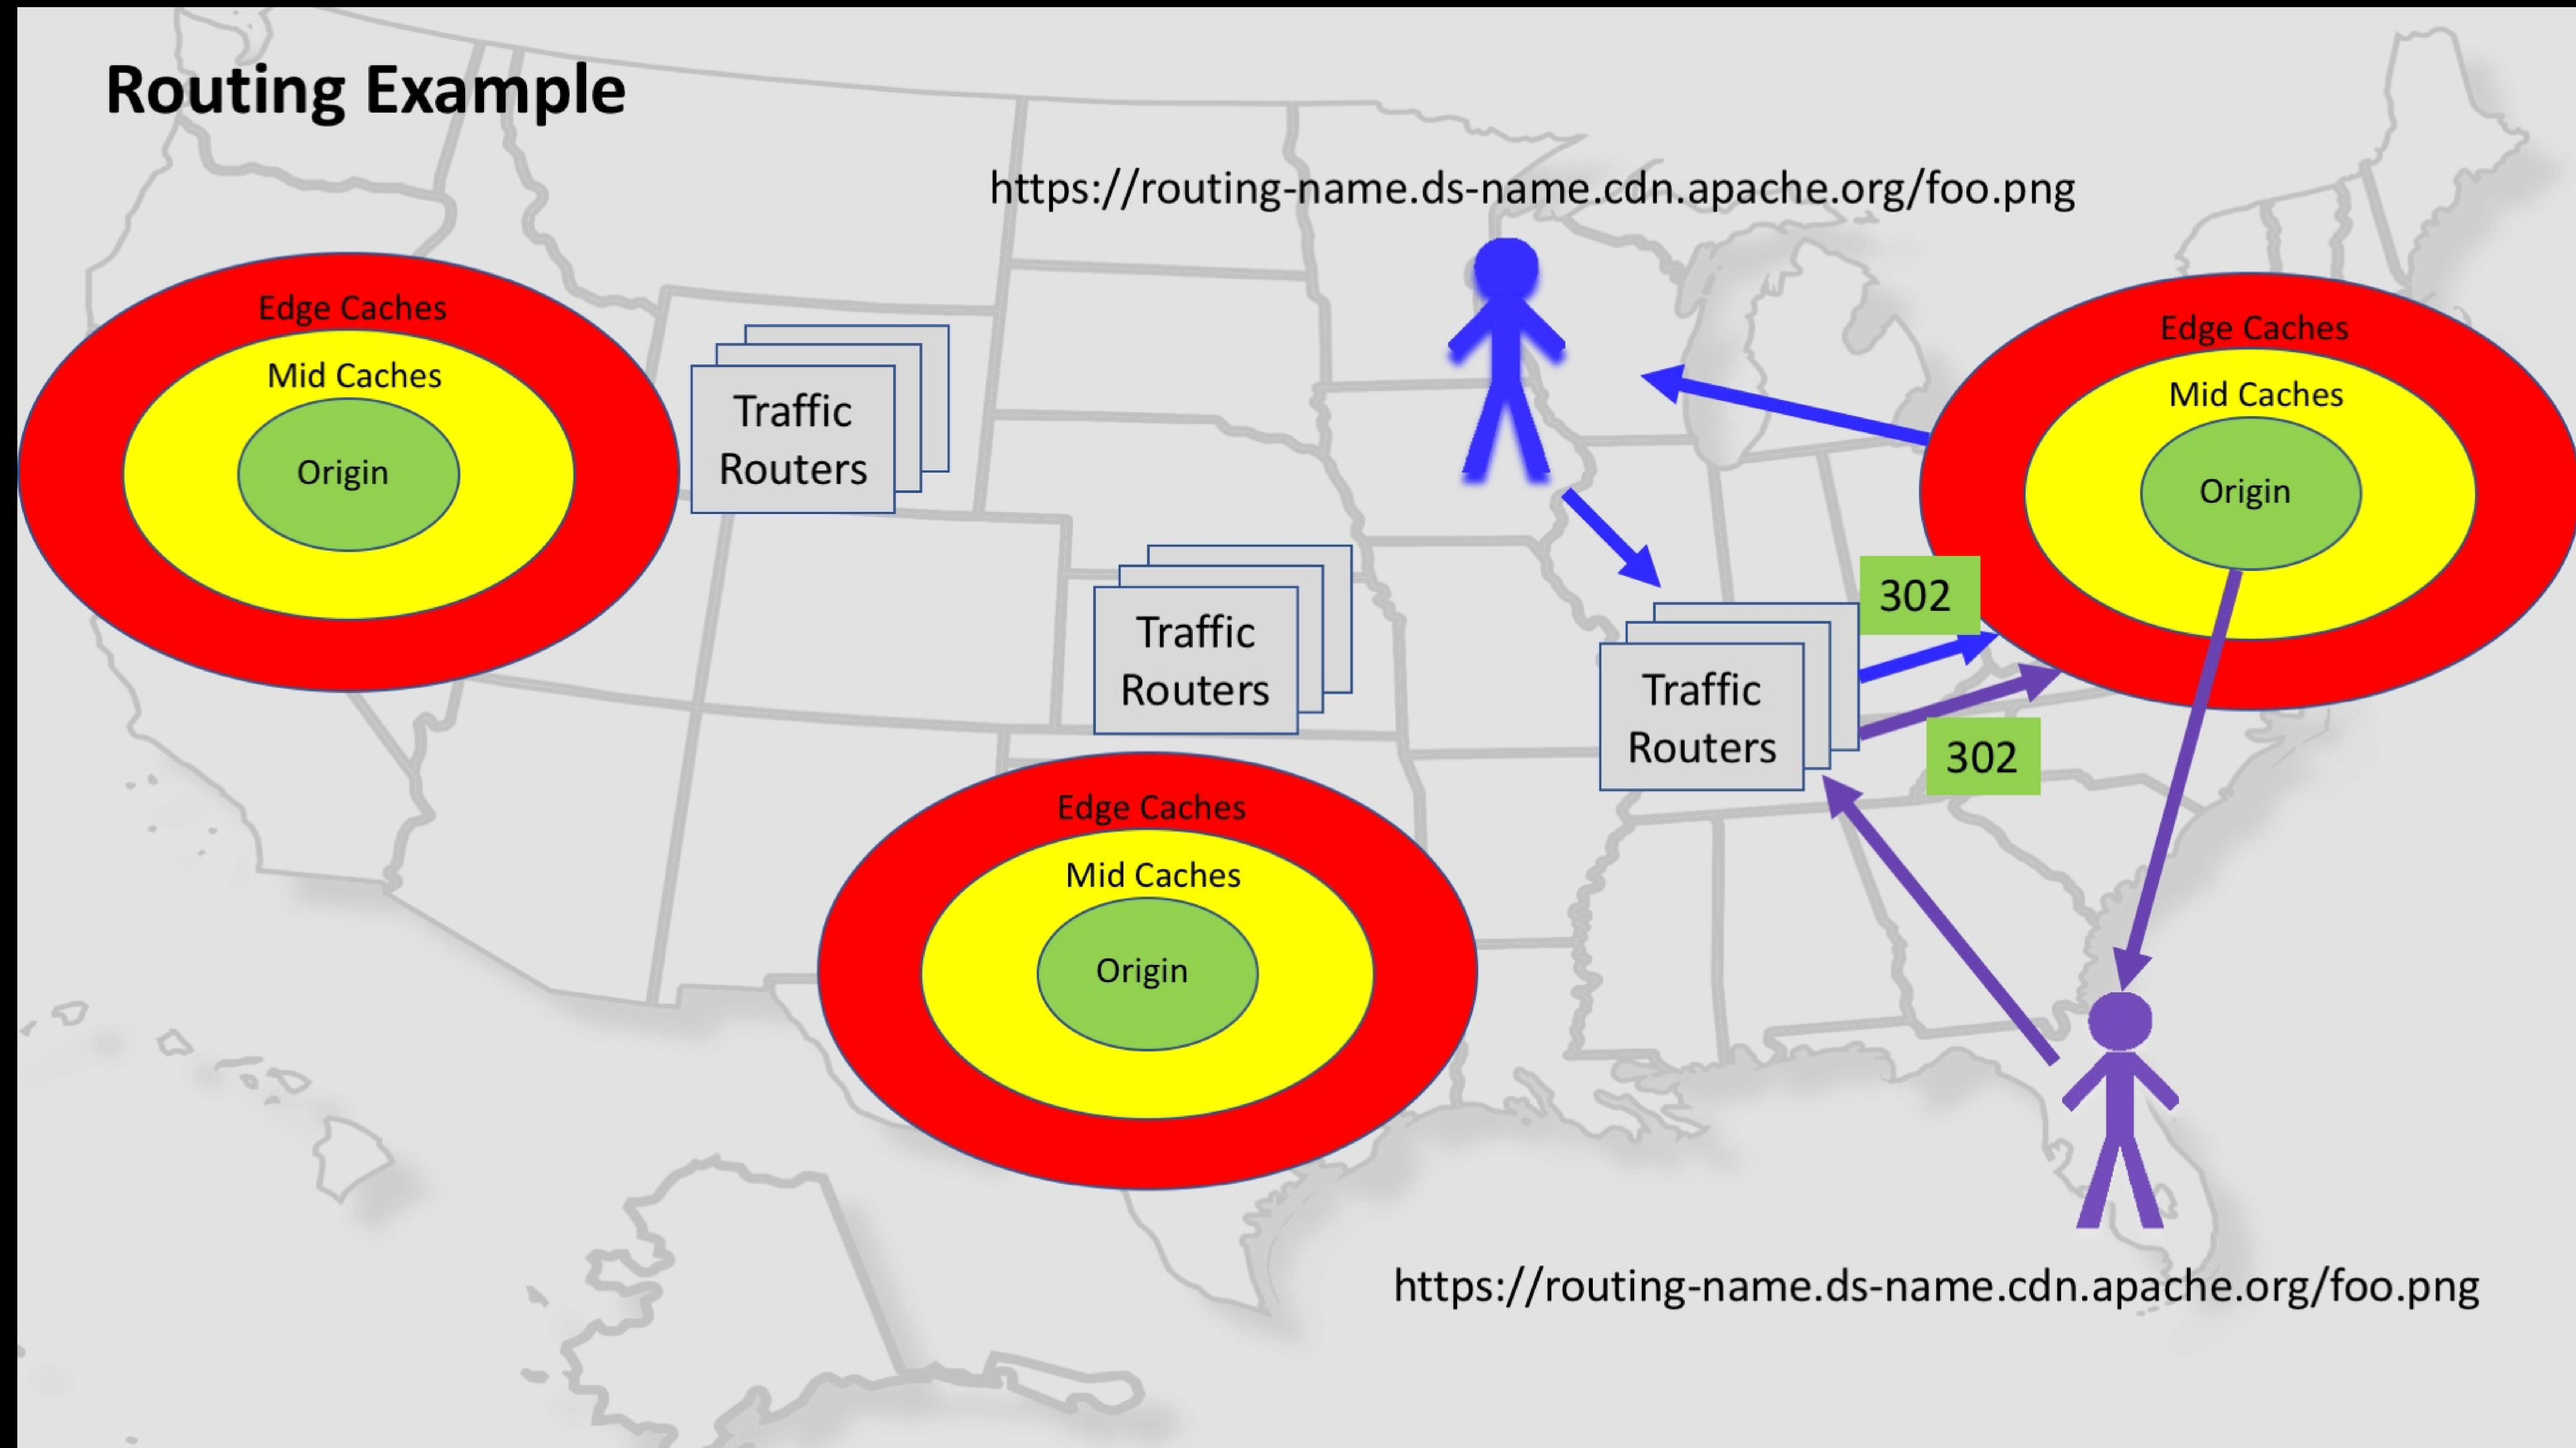 Routing Example
https://routing-name.ds-name.cdn.apache.org/foo.png
Edge Caches
Mid Caches
Origin
Traffic
Routers
Edge Caches
Mid Caches
Origin
Traffic
Routers
302
Traffic
Routers
302
Edge Caches
Mid Caches
Origin
https://routing-name.ds-name.cdn.apache.org/foo.png